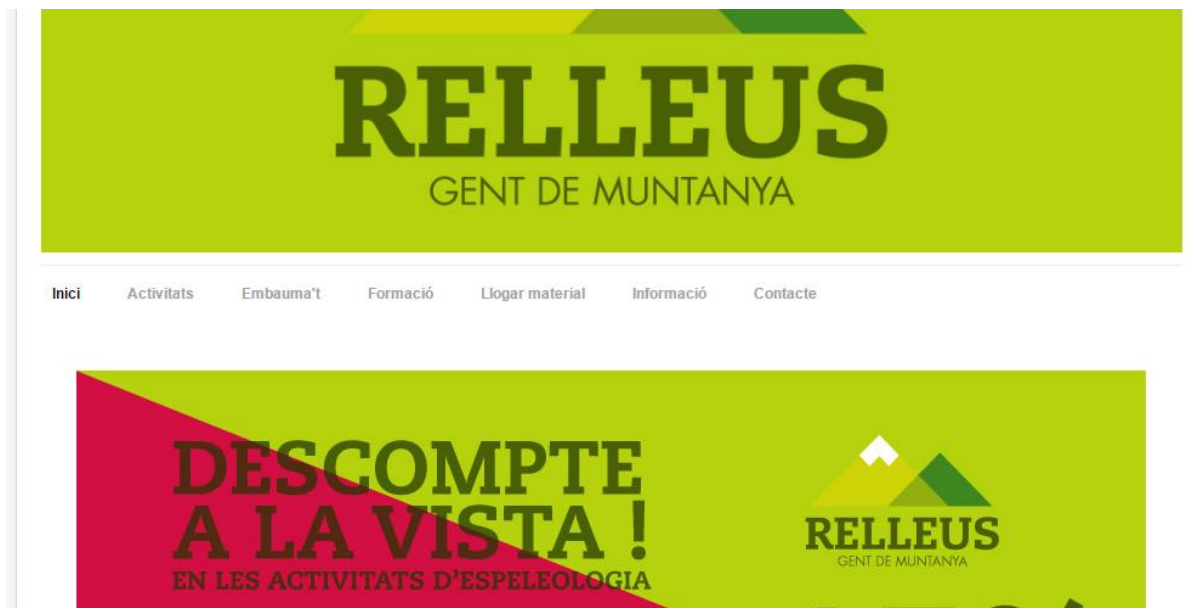 RELLEUS
GENT DE MUNTANYA
Inici Activitats Embauma't Formació Llogar material Informació Contacte
DESCOMPTE
A LA VISTA !
EN LES ACTIVITATS D'ESPELEOLOGIA
RELLEUS
GENT DE MUNTANYA